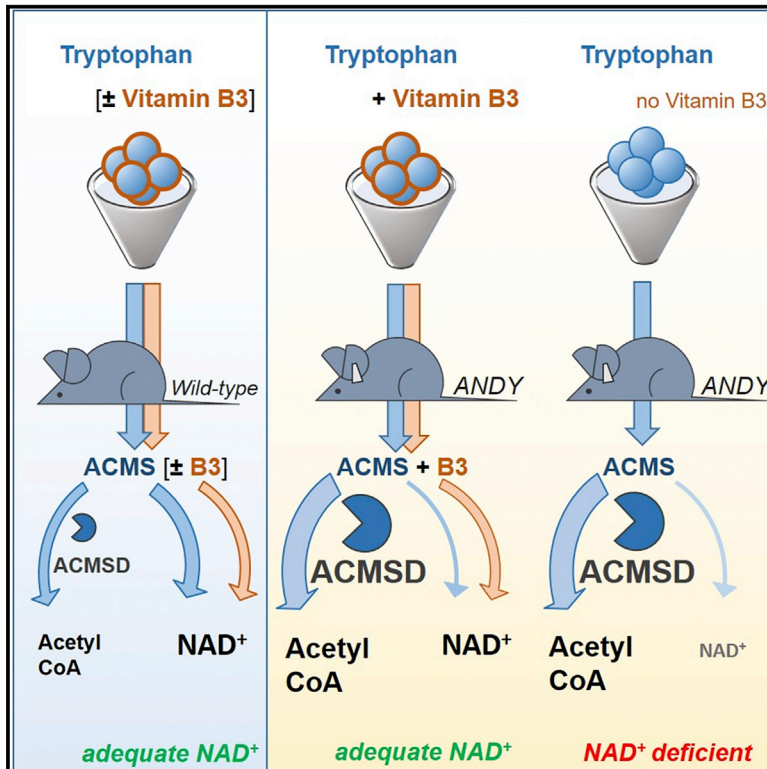 Tryptophan
[± Vitamin B3]
Wild-type
ACMS [± B3]
ACMSD
Acetyl
CoA
NAD⁺
adequate NAD⁺
Tryptophan
+ Vitamin B3
ANDY
ACMS + B3
ACMSD
Acetyl
CoA
NAD⁺
adequate NAD⁺
Tryptophan
no Vitamin B3
ANDY
ACMS
ACMSD
Acetyl
CoA
NAD⁺
NAD⁺ deficient